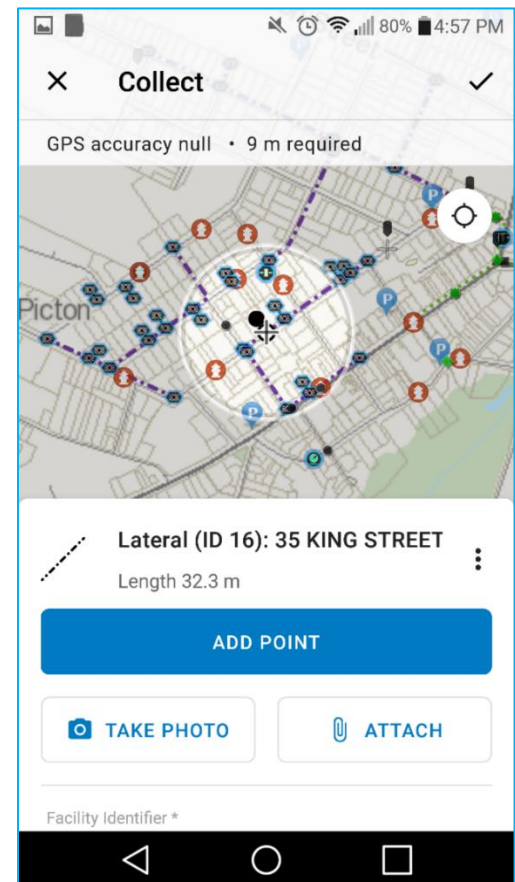 80% 4:57 PM
Collect
GPS accuracy null • 9 m required
P
P
Picton
P
P
P
Lateral (ID 16): 35 KING STREET
Length 32.3 m
ADD POINT
TAKE PHOTO
ATTACH
Facility Identifier *